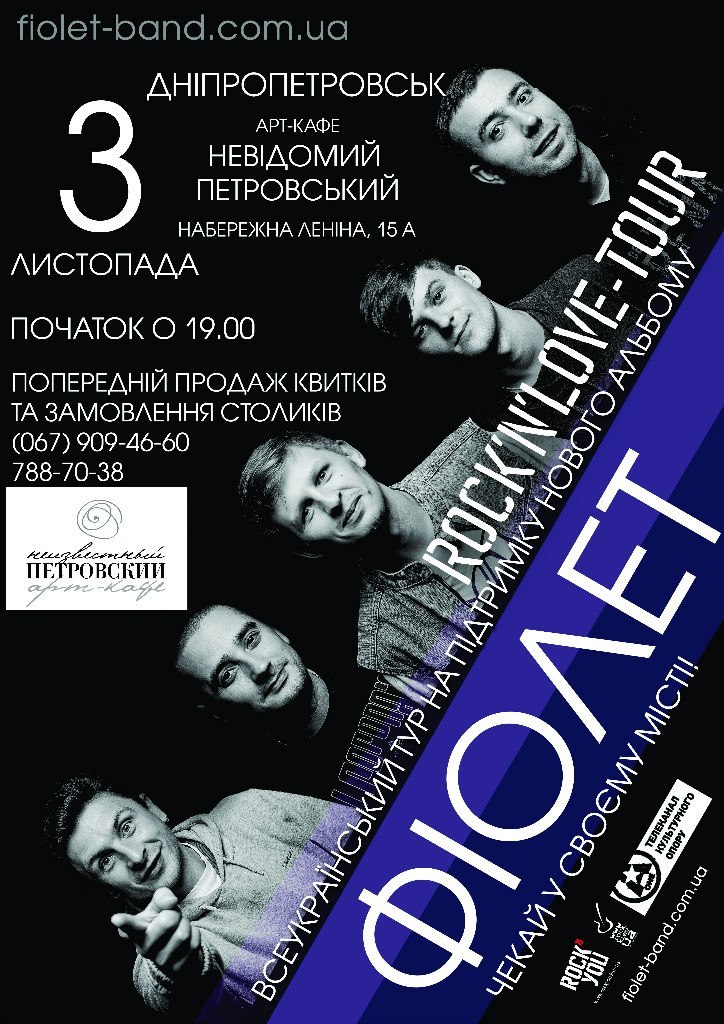 fiolet-band.com.ua
ДНІПРОПЕТРОВСЬК
3
АРТ-КАФЕ
НЕВІДОМИЙ
ПЕТРОВСЬКИЙ
НАБЕРЕЖНА ЛЕНІНА, 15 А
ЛИСТОПАДА
ПОЧАТОК О 19.00
ПОПЕРЕДНІЙ ПРОДАЖ КВИТКІВ
ТА ЗАМОВЛЕННЯ СТОЛИКІВ
(067) 909-46-60
788-70-38
неизвестный
ПЕТРОВСКИЙ
арт-кафе
ROCK'N'LOVE-TOUR
ВСЕУКРАЇНСЬКИЙ ТУР НА ПІДТРИМКУ НОВОГО АЛЬБОМУ
ФІОЛЕТ
ЧЕКАЙ У СВОЄМУ МІСТІ!
ТЕЛЕКАНАЛ
КУЛЬТУРНОГО
ОПОРУ
ROCK
YOU
fiolet-band.com.ua